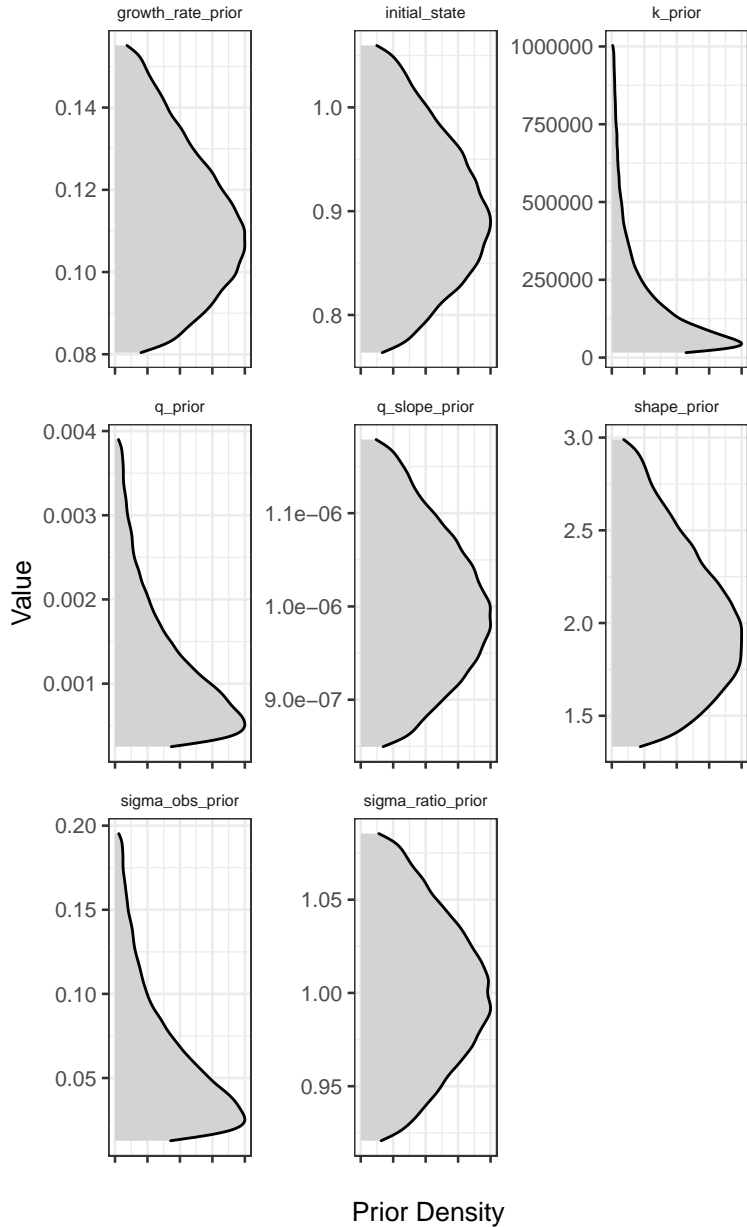 growth_rate_prior
initial_state
k_prior
0.14
0.12
0.10
0.08
1.0
0.9
0.8
1000000
750000
500000
250000
0
q_prior
q_slope_prior
shape_prior
0.004
0.003
0.002
0.001
1.1e−06
1.0e−06
9.0e−07
3.0
2.5
2.0
1.5
Value
sigma_obs_prior
sigma_ratio_prior
0.20
0.15
0.10
0.05
1.05
1.00
0.95
Prior Density